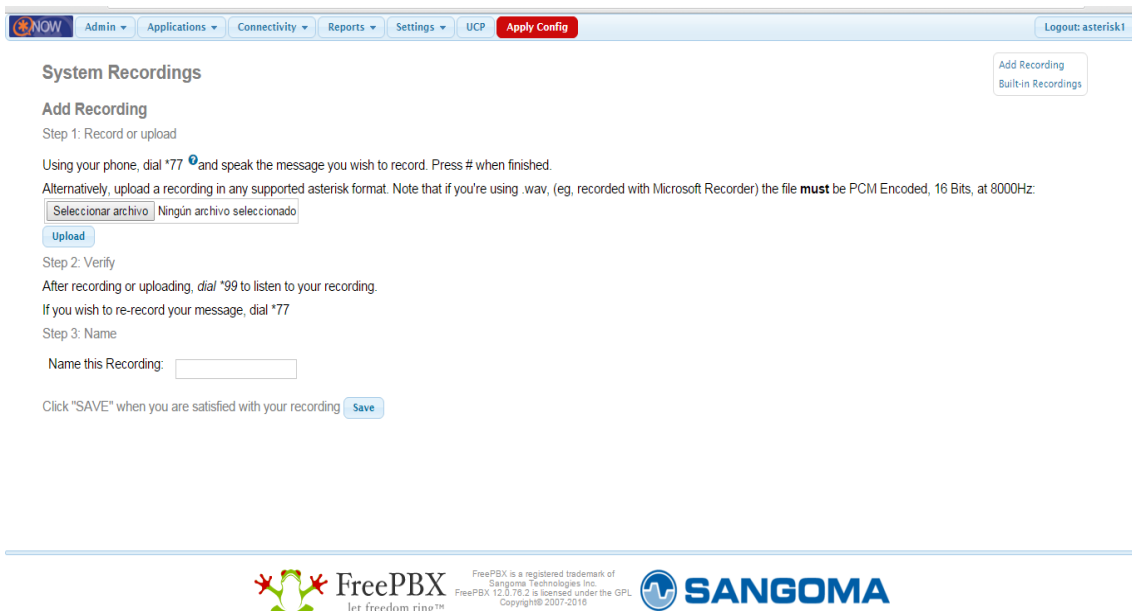 NOW Admin Applications Connectivity Reports Settings UCP Apply Config Logout: asterisk1
System Recordings
Add Recording
Built-in Recordings
Add Recording
Step 1: Record or upload
Using your phone, dial *77 ?and speak the message you wish to record. Press # when finished.
Alternatively, upload a recording in any supported asterisk format. Note that if you're using .wav, (eg, recorded with Microsoft Recorder) the file must be PCM Encoded, 16 Bits, at 8000Hz:
Seleccionar archivo Ningún archivo seleccionado
Upload
Step 2: Verify
After recording or uploading, dial *99 to listen to your recording.
If you wish to re-record your message, dial *77
Step 3: Name
Name this Recording:
Click "SAVE" when you are satisfied with your recording Save
FreePBX
let freedom ring™
FreePBX is a registered trademark of
Sangoma Technologies Inc.
FreePBX 12.0.76.2 is licensed under the GPL
Copyright© 2007-2016
SANGOMA